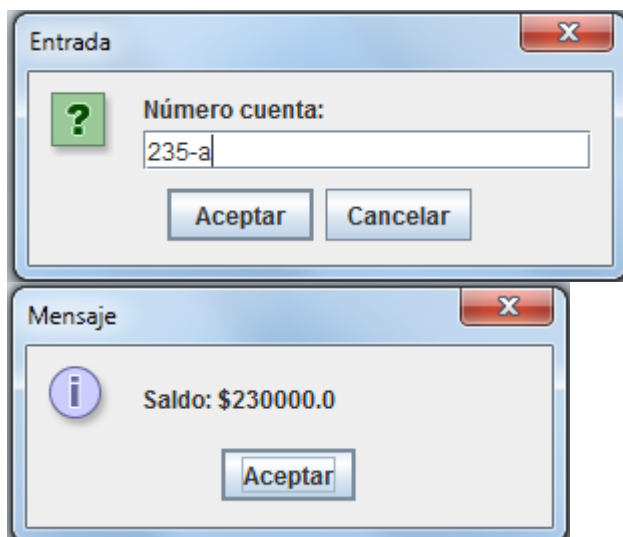 Entrada
Número cuenta:
235-a
Aceptar Cancelar
Mensaje
Saldo: $230000.0
Aceptar